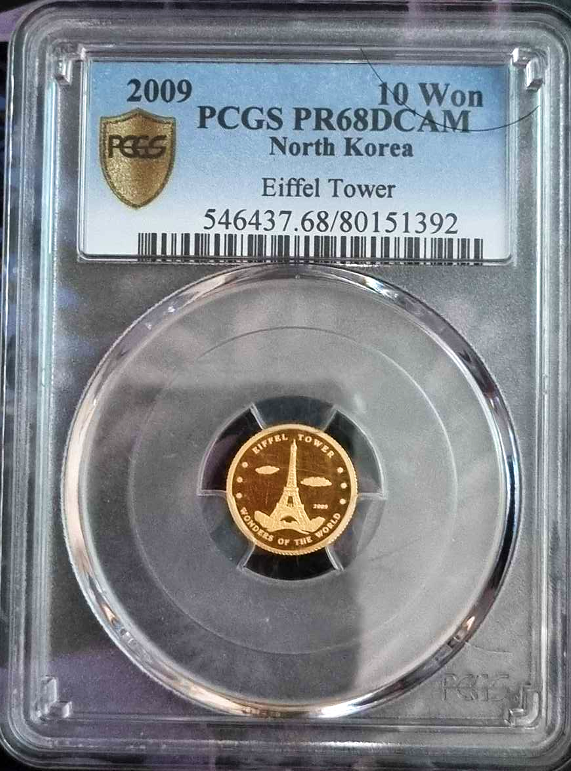 2009 10 Won
PCGS PR68DCAM
PCGS
North Korea
Eiffel Tower
546437.68/80151392
EIFFEL TOWER
2009
WONDERS OF THE WORLD
PCGS